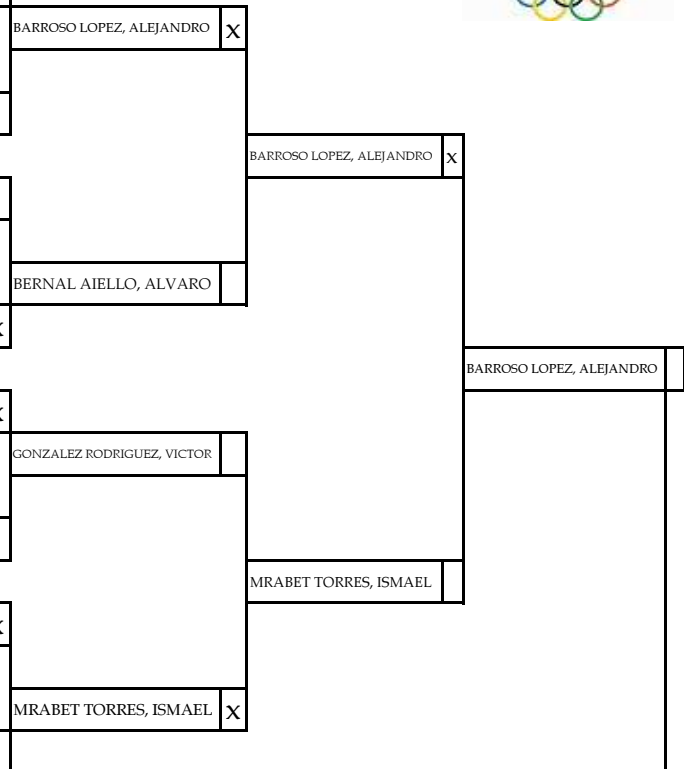 BARROSO LOPEZ, ALEJANDRO X
BARROSO LOPEZ, ALEJANDRO X
BERNAL AIELLO, ALVARO
BARROSO LOPEZ, ALEJANDRO
GONZALEZ RODRIGUEZ, VICTOR
MRABET TORRES, ISMAEL
MRABET TORRES, ISMAEL X